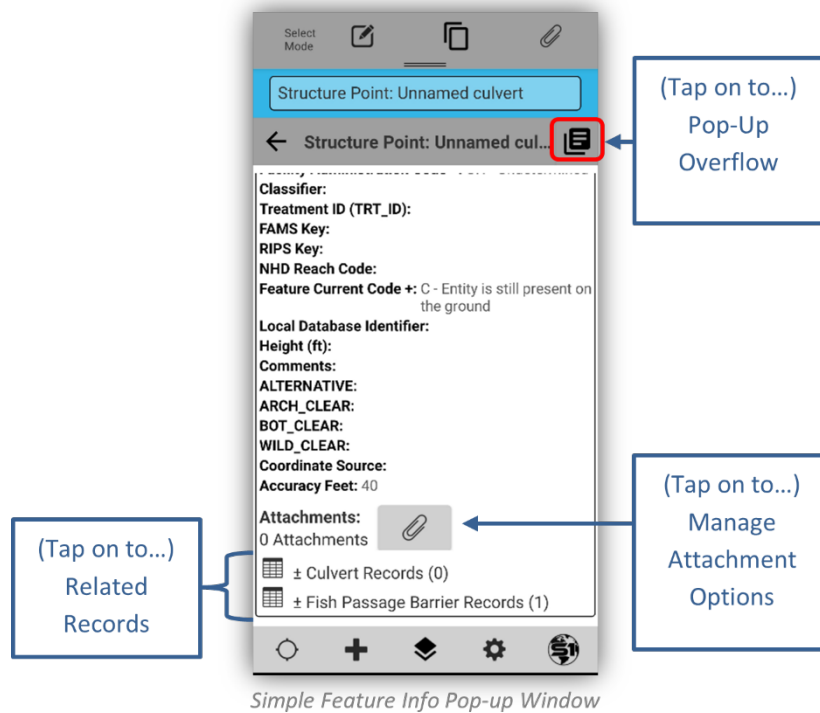 Select
Mode
Structure Point: Unnamed culvert
Structure Point: Unnamed cul...
Classifier:
Treatment ID (TRT_ID):
FAMS Key:
RIPS Key:
NHD Reach Code:
Feature Current Code +: C - Entity is still present on
the ground
Local Database Identifier:
Height (ft):
Comments:
ALTERNATIVE:
ARCH_CLEAR:
BOT_CLEAR:
WILD_CLEAR:
Coordinate Source:
Accuracy Feet: 40
Attachments:
0 Attachments
± Culvert Records (0)
± Fish Passage Barrier Records (1)
S1
(Tap on to...)
Pop-Up
Overflow
(Tap on to...)
Manage
Attachment
Options
(Tap on to...)
Related
Records
Simple Feature Info Pop-up Window